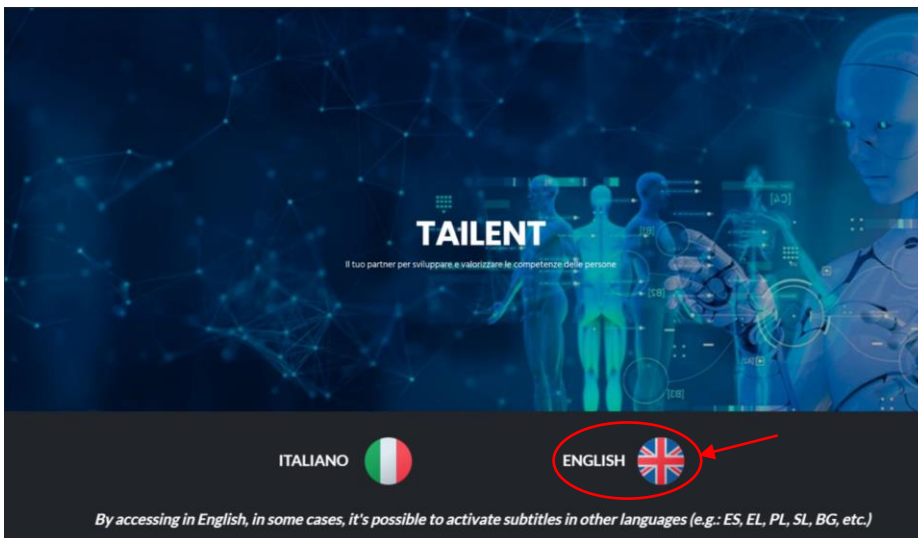 TAILENT
Il tuo partner per sviluppare e valorizzare le competenze delle persone
ITALIANO
ENGLISH
By accessing in English, in some cases, it's possible to activate subtitles in other languages (e.g.: ES, EL, PL, SL, BG, etc.)